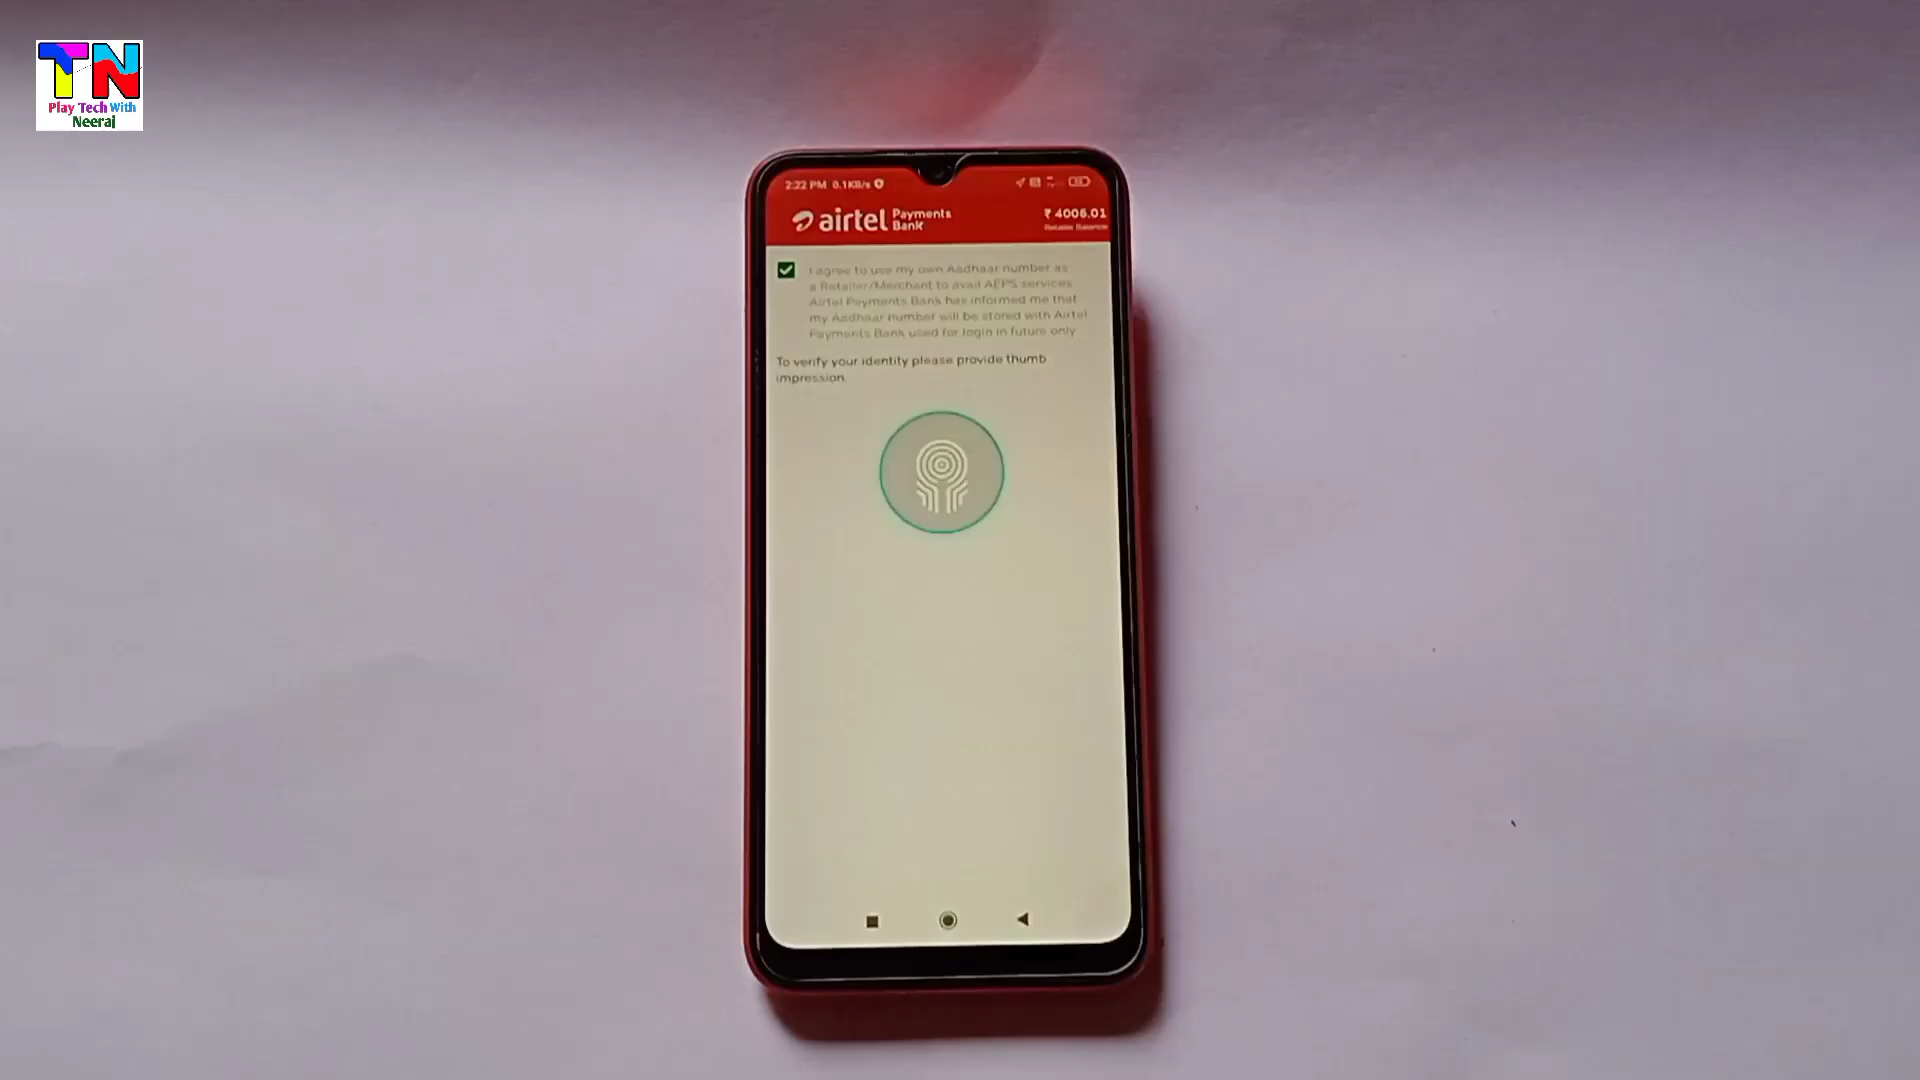 TN
Play Tech With
Neeraj
2:22 PM 0.1KB/s
airtel Payments Bank
₹ 4006.01
Retailer Balance
I agree to use my own Aadhaar number as
a Retailer/Merchant to avail AEPS services
Airtel Payments Bank has informed me that
my Aadhaar number will be stored with Airtel
Payments Bank used for login in future only
To verify your identity please provide thumb
impression.